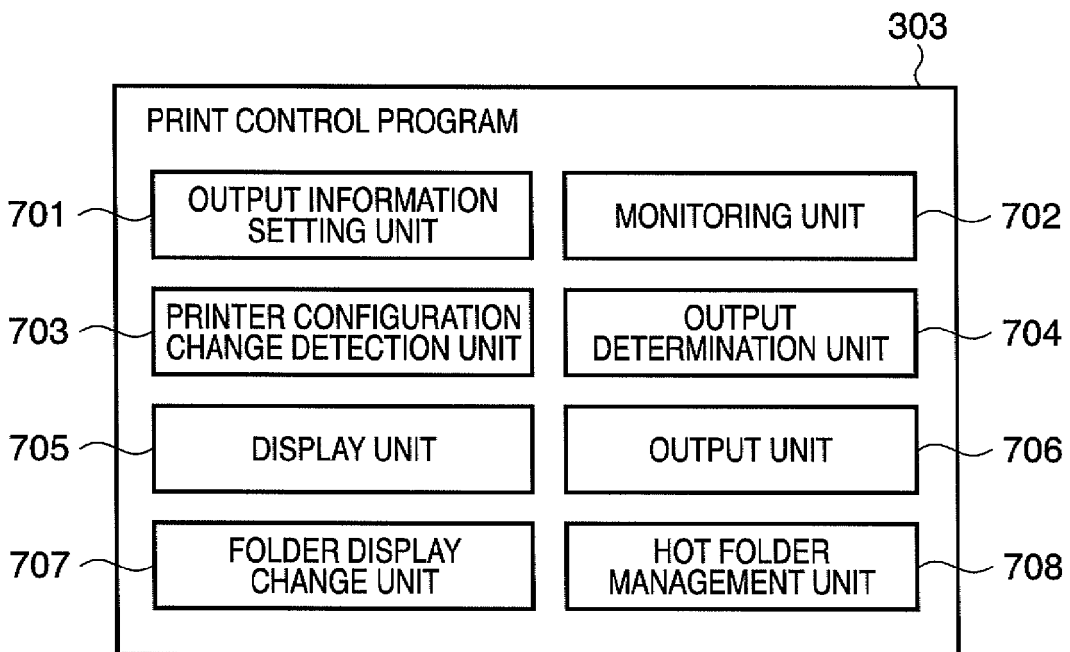 303
PRINT CONTROL PROGRAM
701
OUTPUT INFORMATION
SETTING UNIT
MONITORING UNIT
702
703
PRINTER CONFIGURATION
CHANGE DETECTION UNIT
OUTPUT
DETERMINATION UNIT
704
705
DISPLAY UNIT
OUTPUT UNIT
706
707
FOLDER DISPLAY
CHANGE UNIT
HOT FOLDER
MANAGEMENT UNIT
708